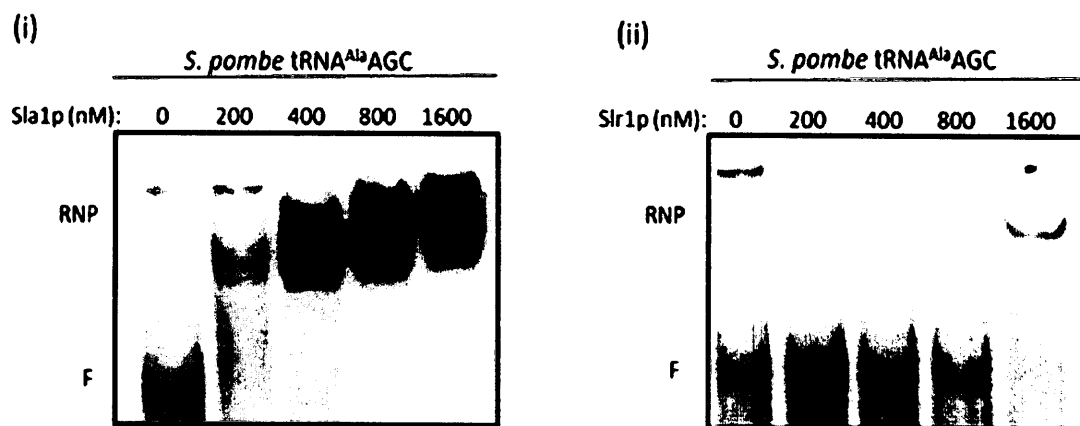 (i)
S. pombe tRNAᴬˡᵃAGC
Sla1p (nM): 0 200 400 800 1600
RNP
F
(ii)
S. pombe tRNAᴬˡᵃAGC
Slr1p (nM): 0 200 400 800 1600
RNP
F